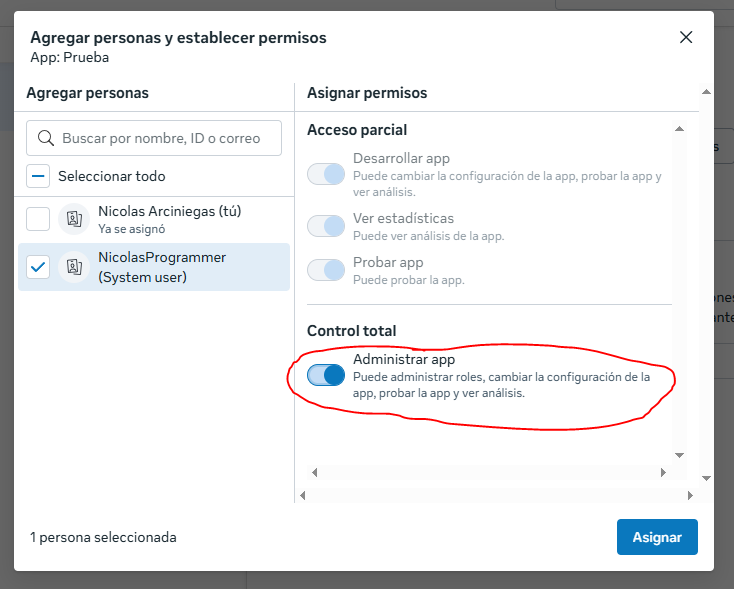 Agregar personas y establecer permisos
App: Prueba
Agregar personas
Buscar por nombre, ID o correo
Seleccionar todo
Nicolas Arciniegas (tú)
Ya se asignó
NicolasProgrammer
(System user)
Asignar permisos
Acceso parcial
Desarrollar app
Puede cambiar la configuración de la app, probar la app y
ver análisis.
Ver estadísticas
Puede ver análisis de la app.
Probar app
Puede probar la app.
Control total
Administrar app
Puede administrar roles, cambiar la configuración de la
app, probar la app y ver análisis.
1 persona seleccionada
Asignar